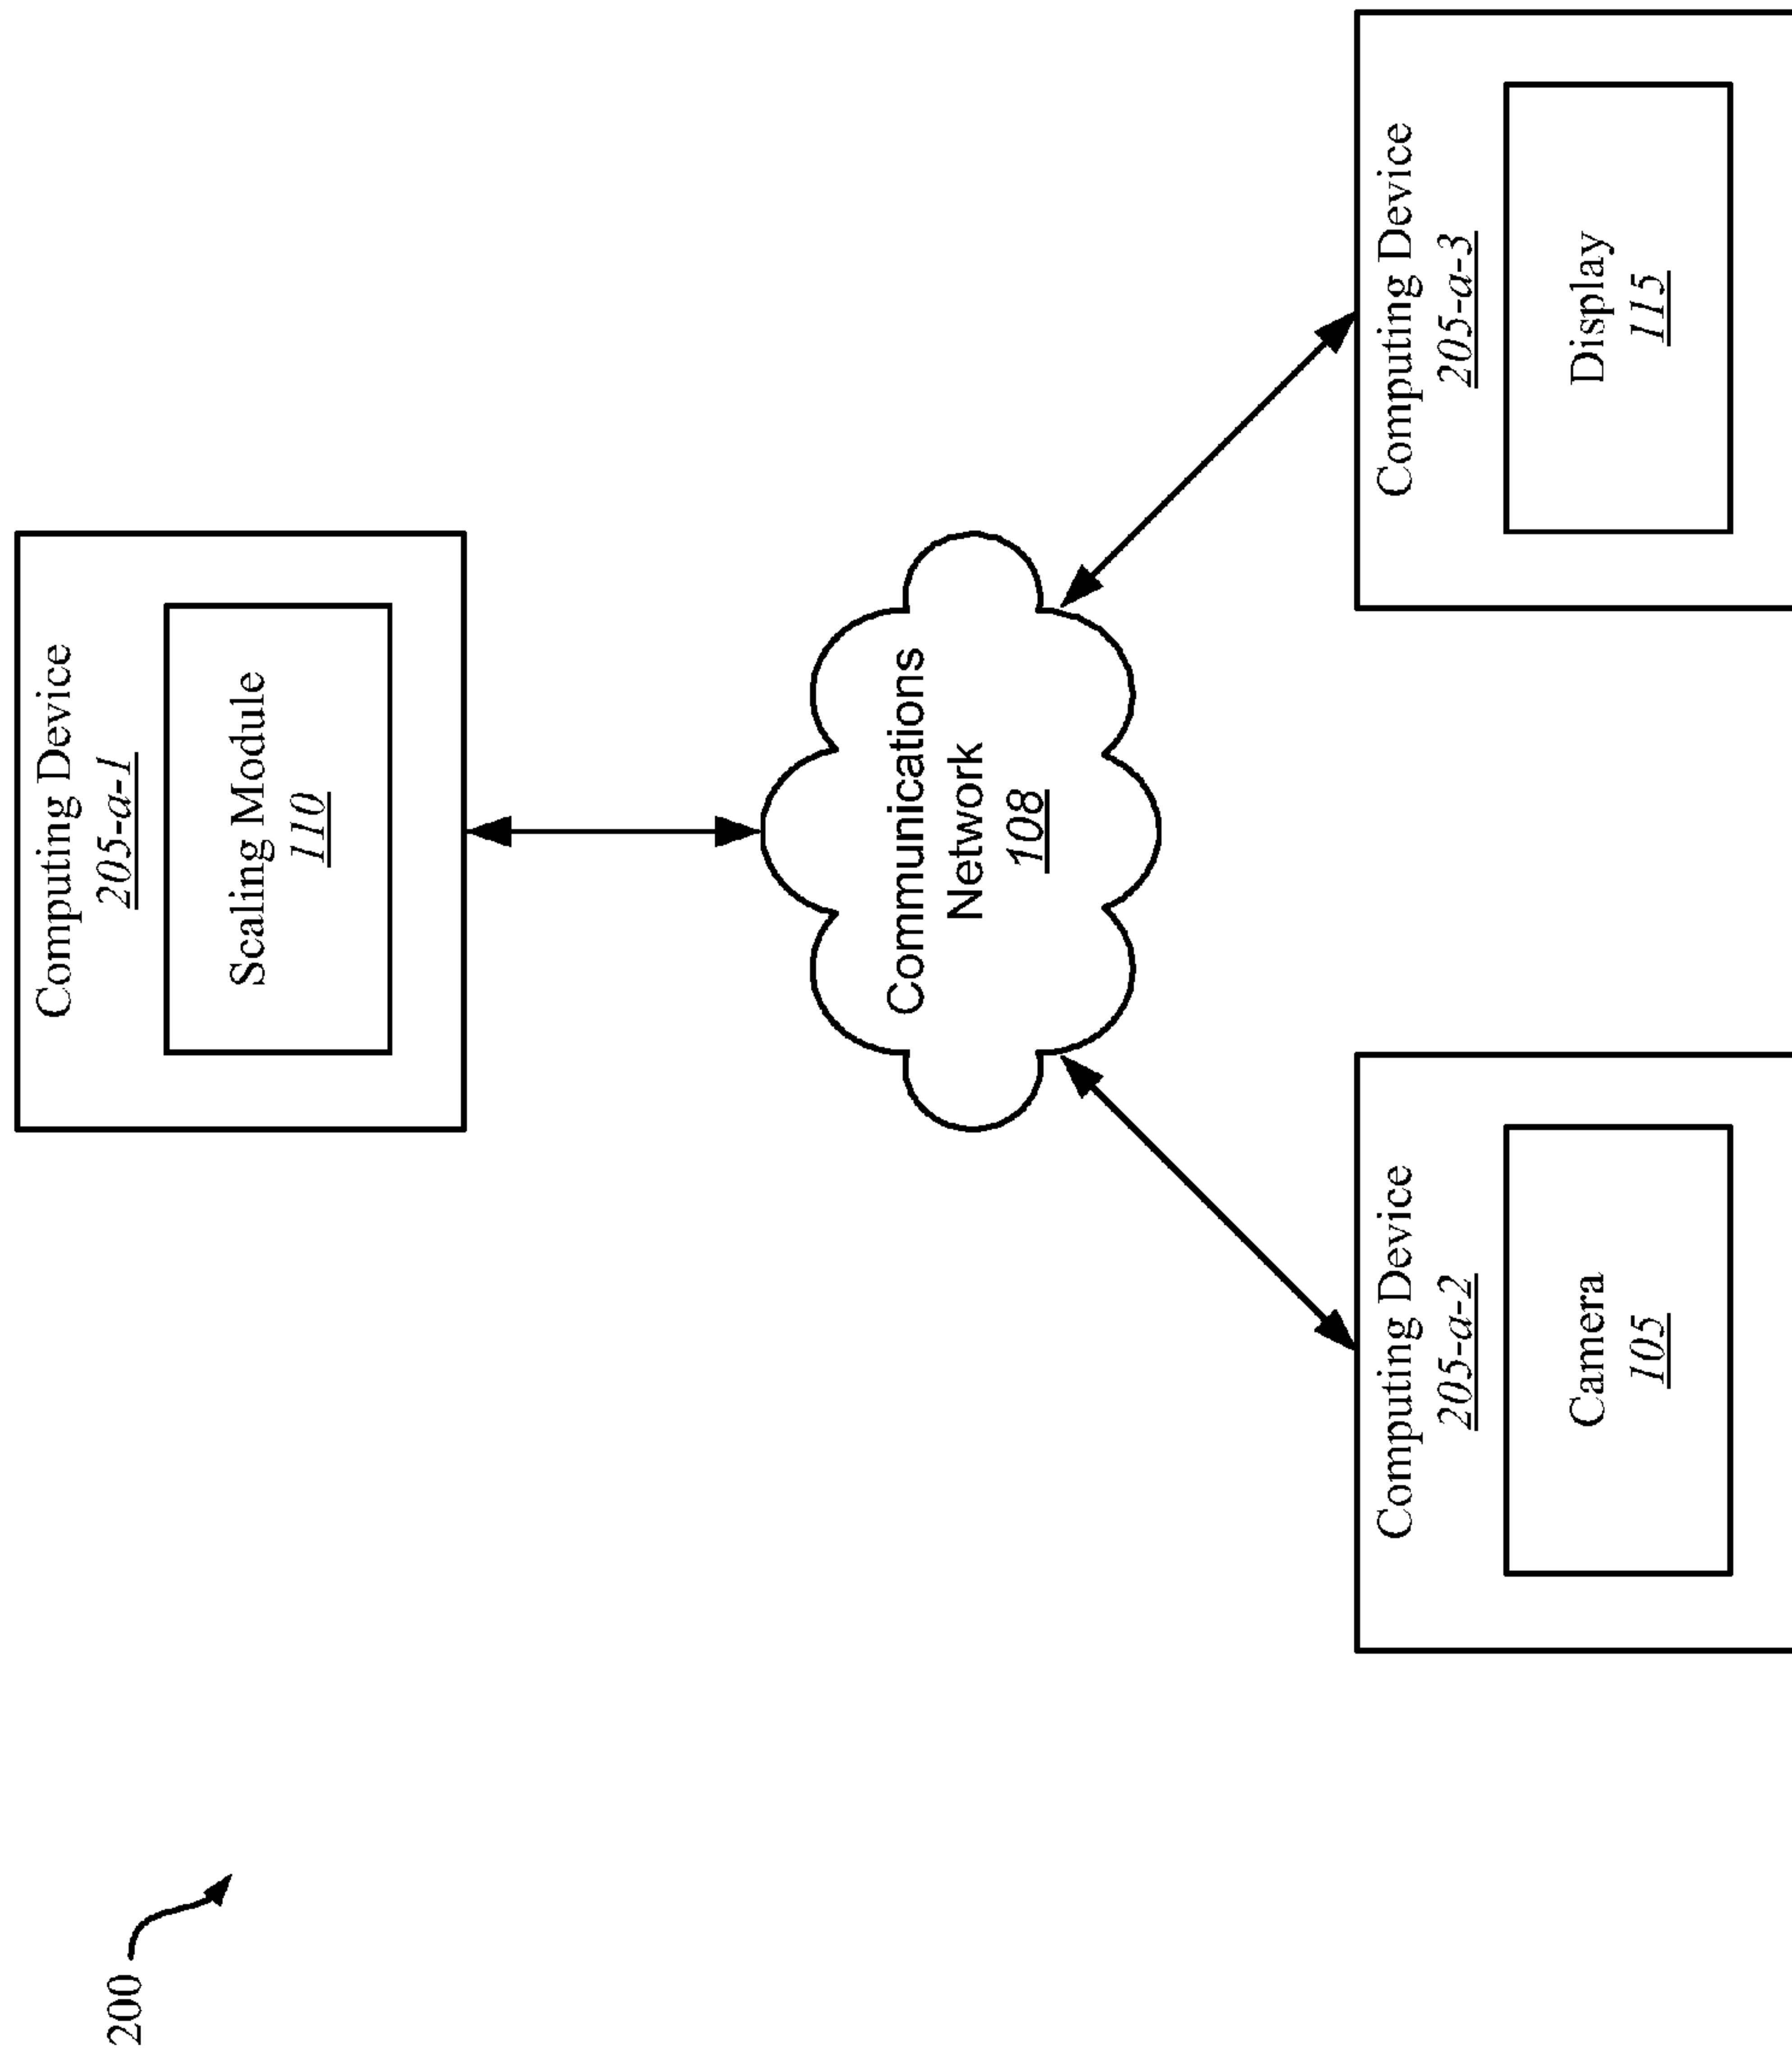 200
Computing Device
205-a-1
Scaling Module
110
Communications
Network
108
Computing Device
205-a-2
Camera
105
Computing Device
205-a-3
Display
115